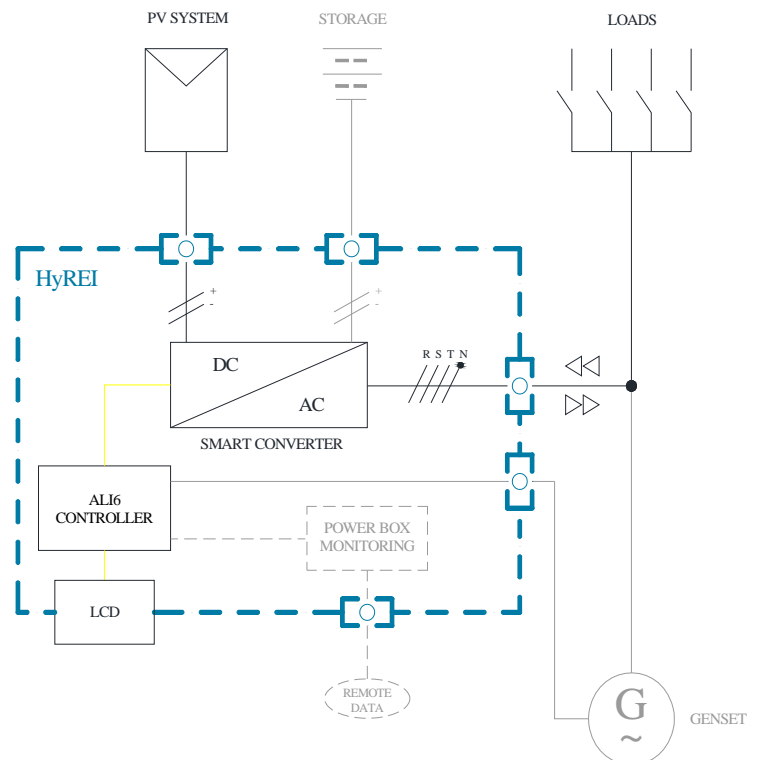 PV SYSTEM
STORAGE
LOADS
HyREI
+
-
+
-
DC
AC
R S T N
SMART CONVERTER
ALI6
CONTROLLER
POWER BOX
MONITORING
LCD
REMOTE
DATA
G
~
GENSET